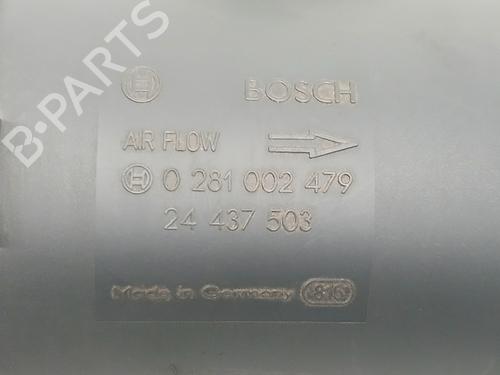 B-PARTS
BOSCH
AIR FLOW
0 281 002 479
24 437 503
Made in Germany 816